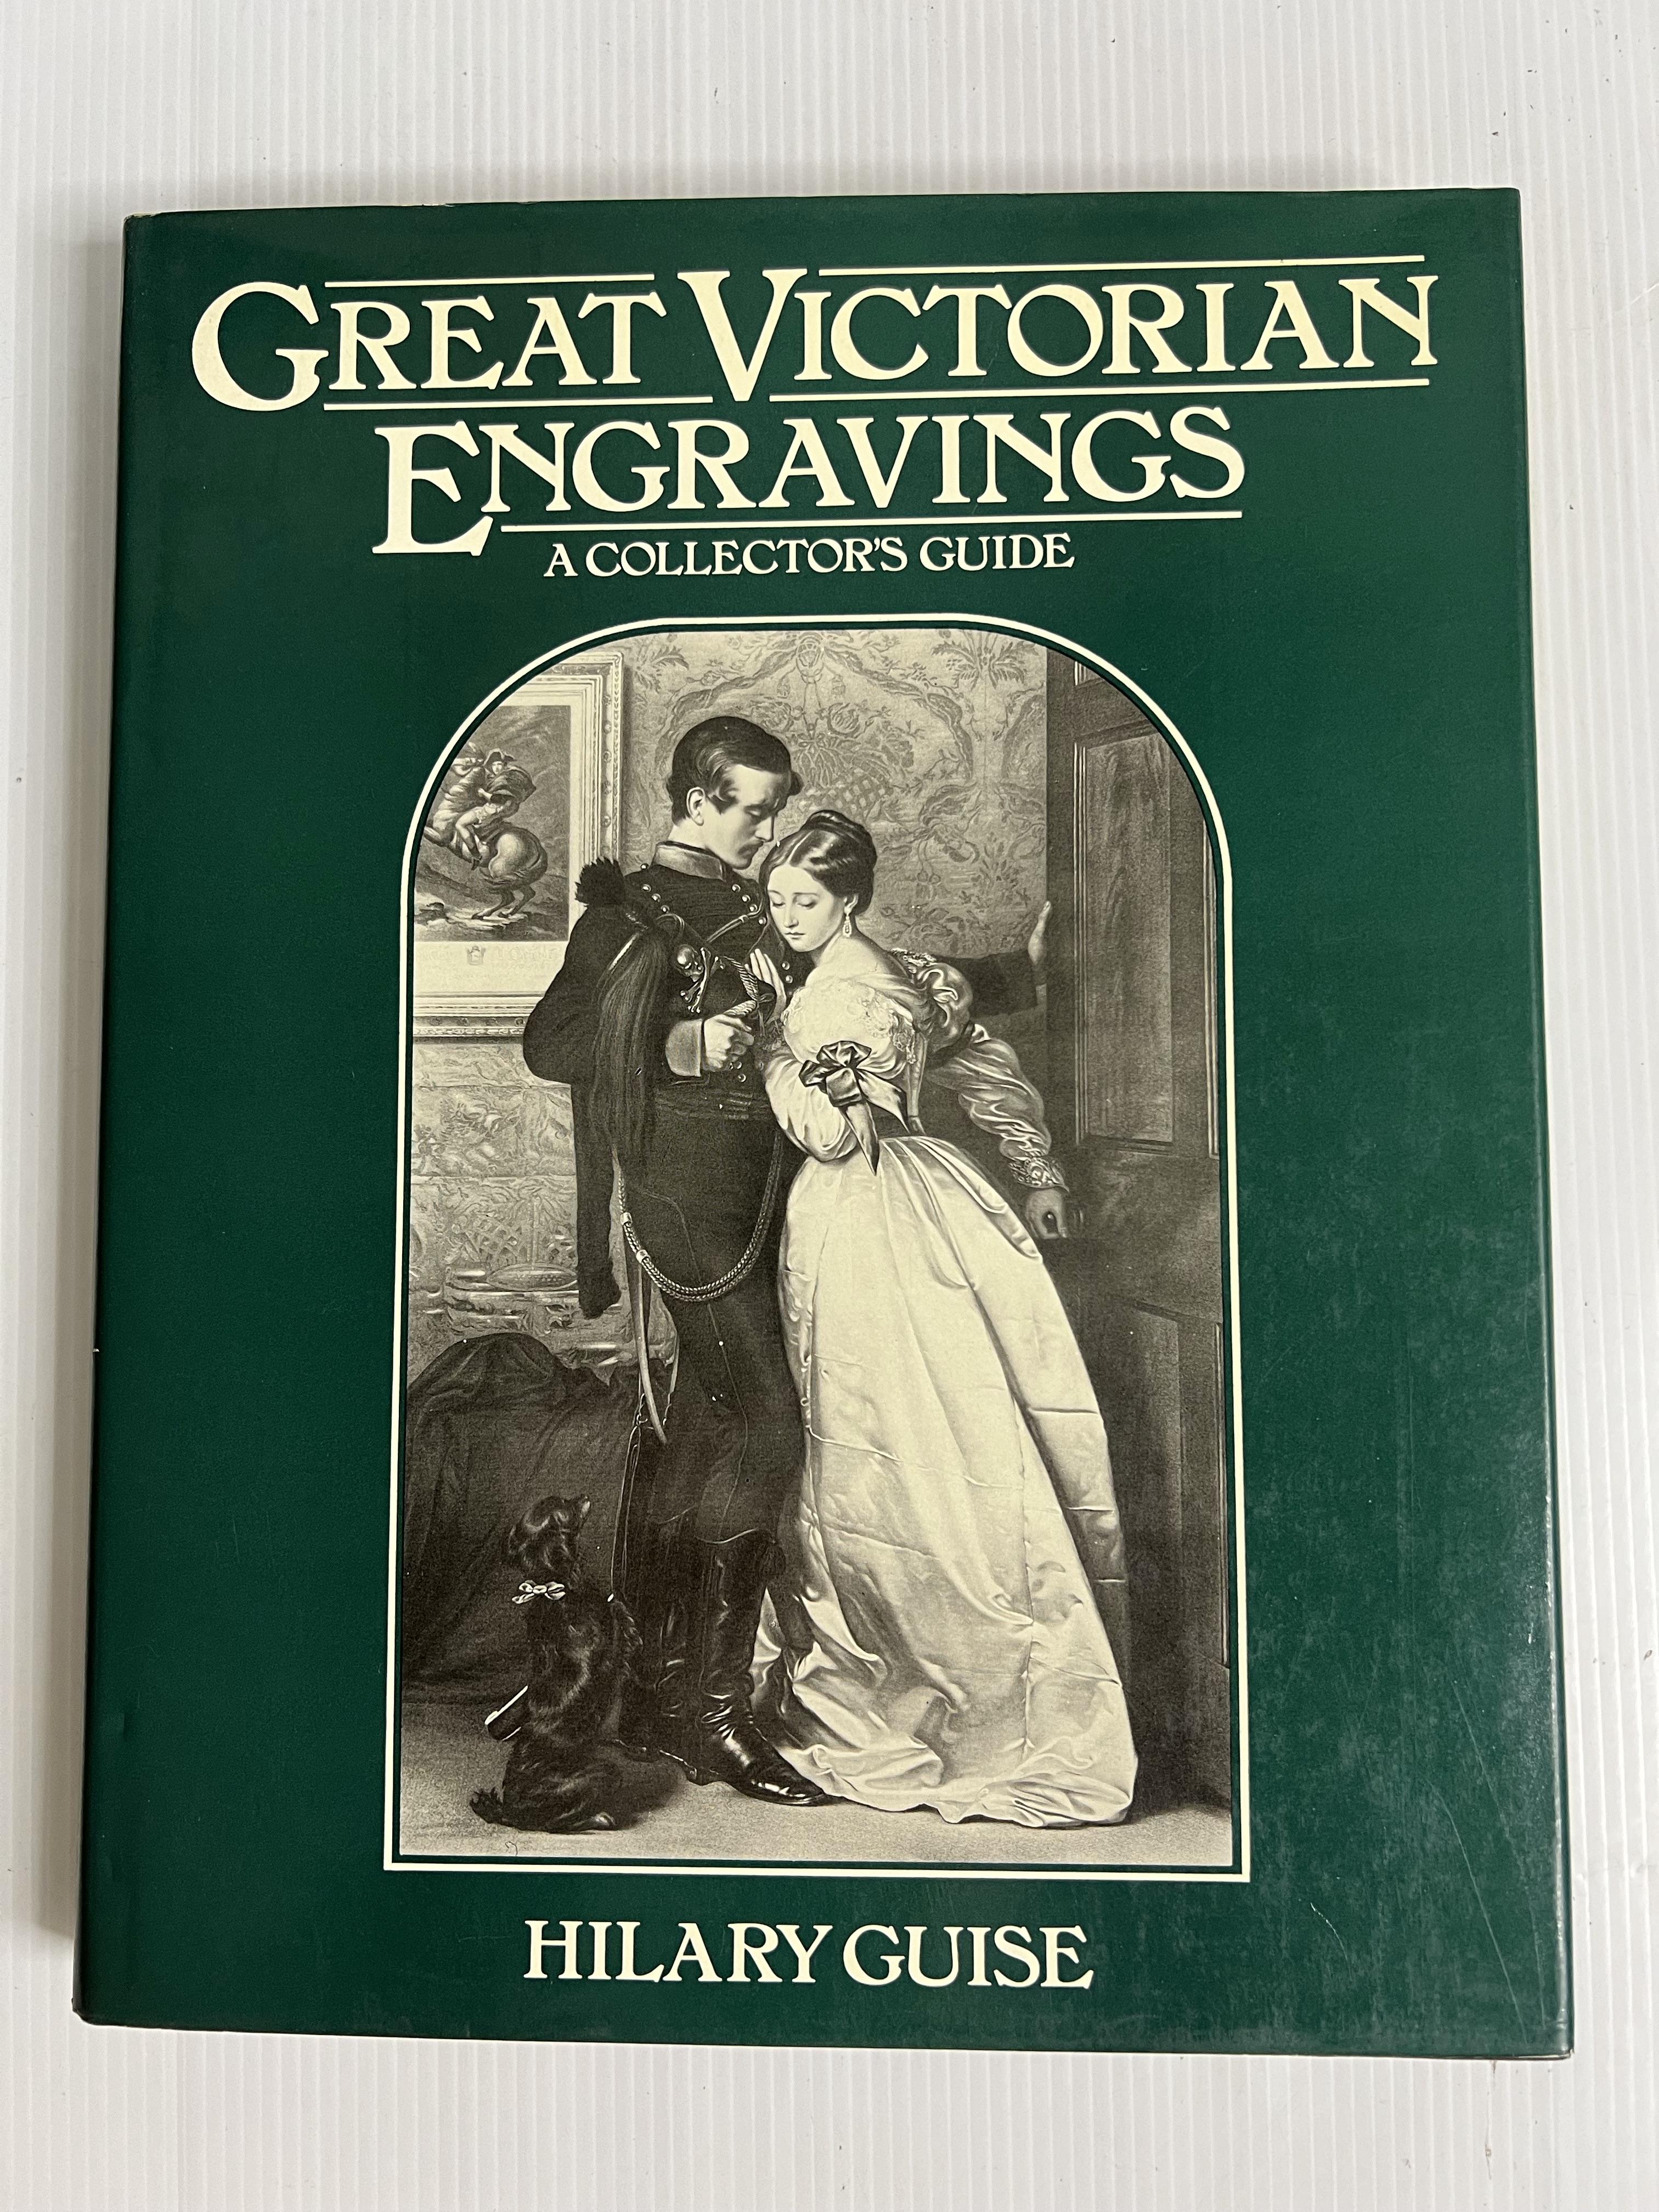 GREAT VICTORIAN
ENGRAVINGS
A COLLECTOR'S GUIDE
HILARY GUISE